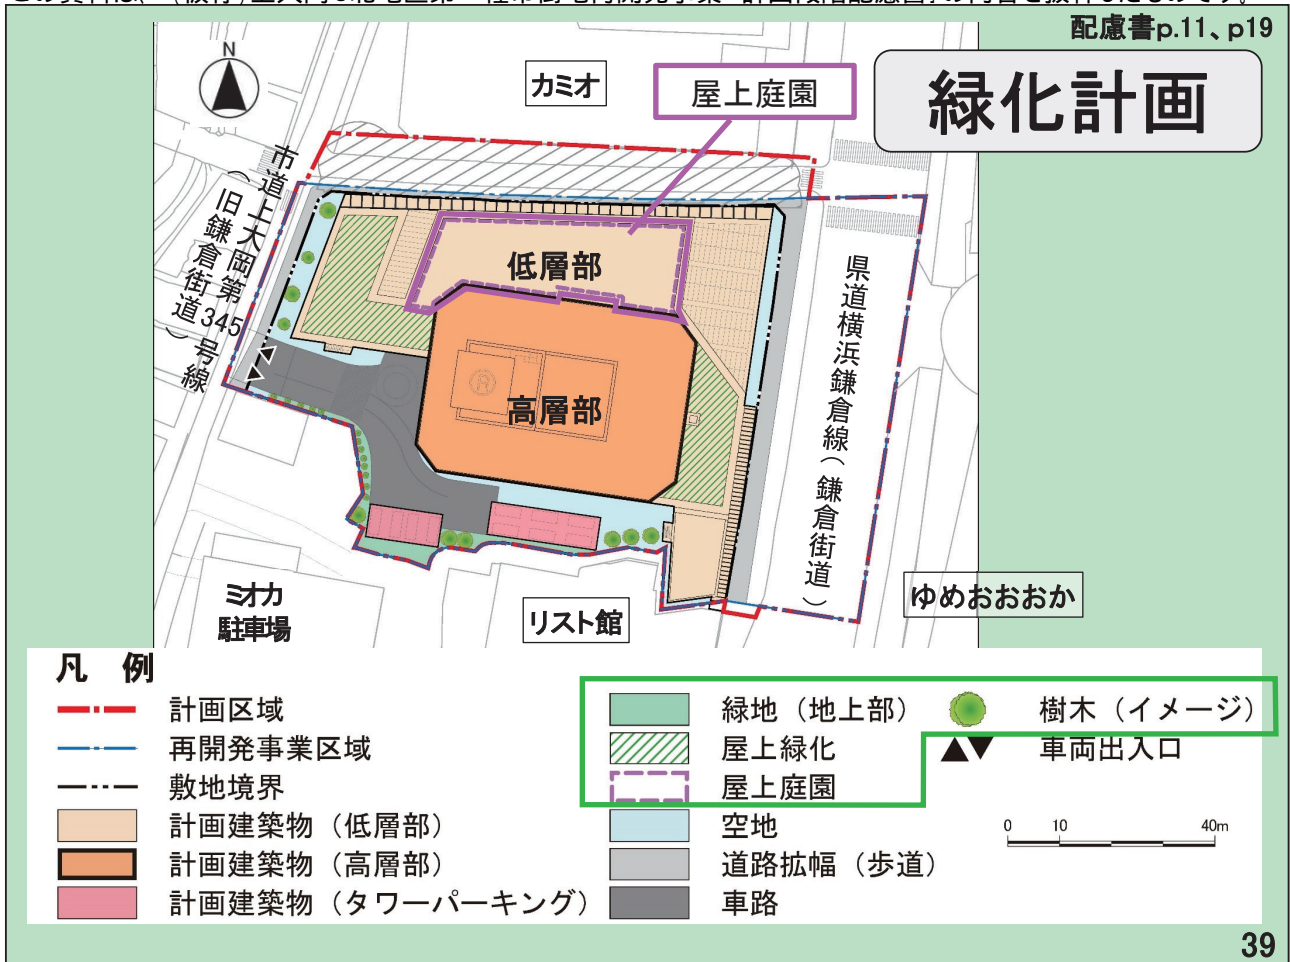 配慮書p.11、p19
緑化計画
N
カミオ
屋上庭園
市道上大岡第345号線
（旧鎌倉街道）
低層部
高層部
R
県道横浜鎌倉線（鎌倉街道）
ミオカ
駐車場
リスト館
ゆめおおおか
凡 例
計画区域
再開発事業区域
敷地境界
計画建築物（低層部）
計画建築物（高層部）
計画建築物（タワーパーキング）
緑地（地上部）
屋上緑化
屋上庭園
空地
道路拡幅（歩道）
車路
樹木（イメージ）
車両出入口
0 10 40m
39